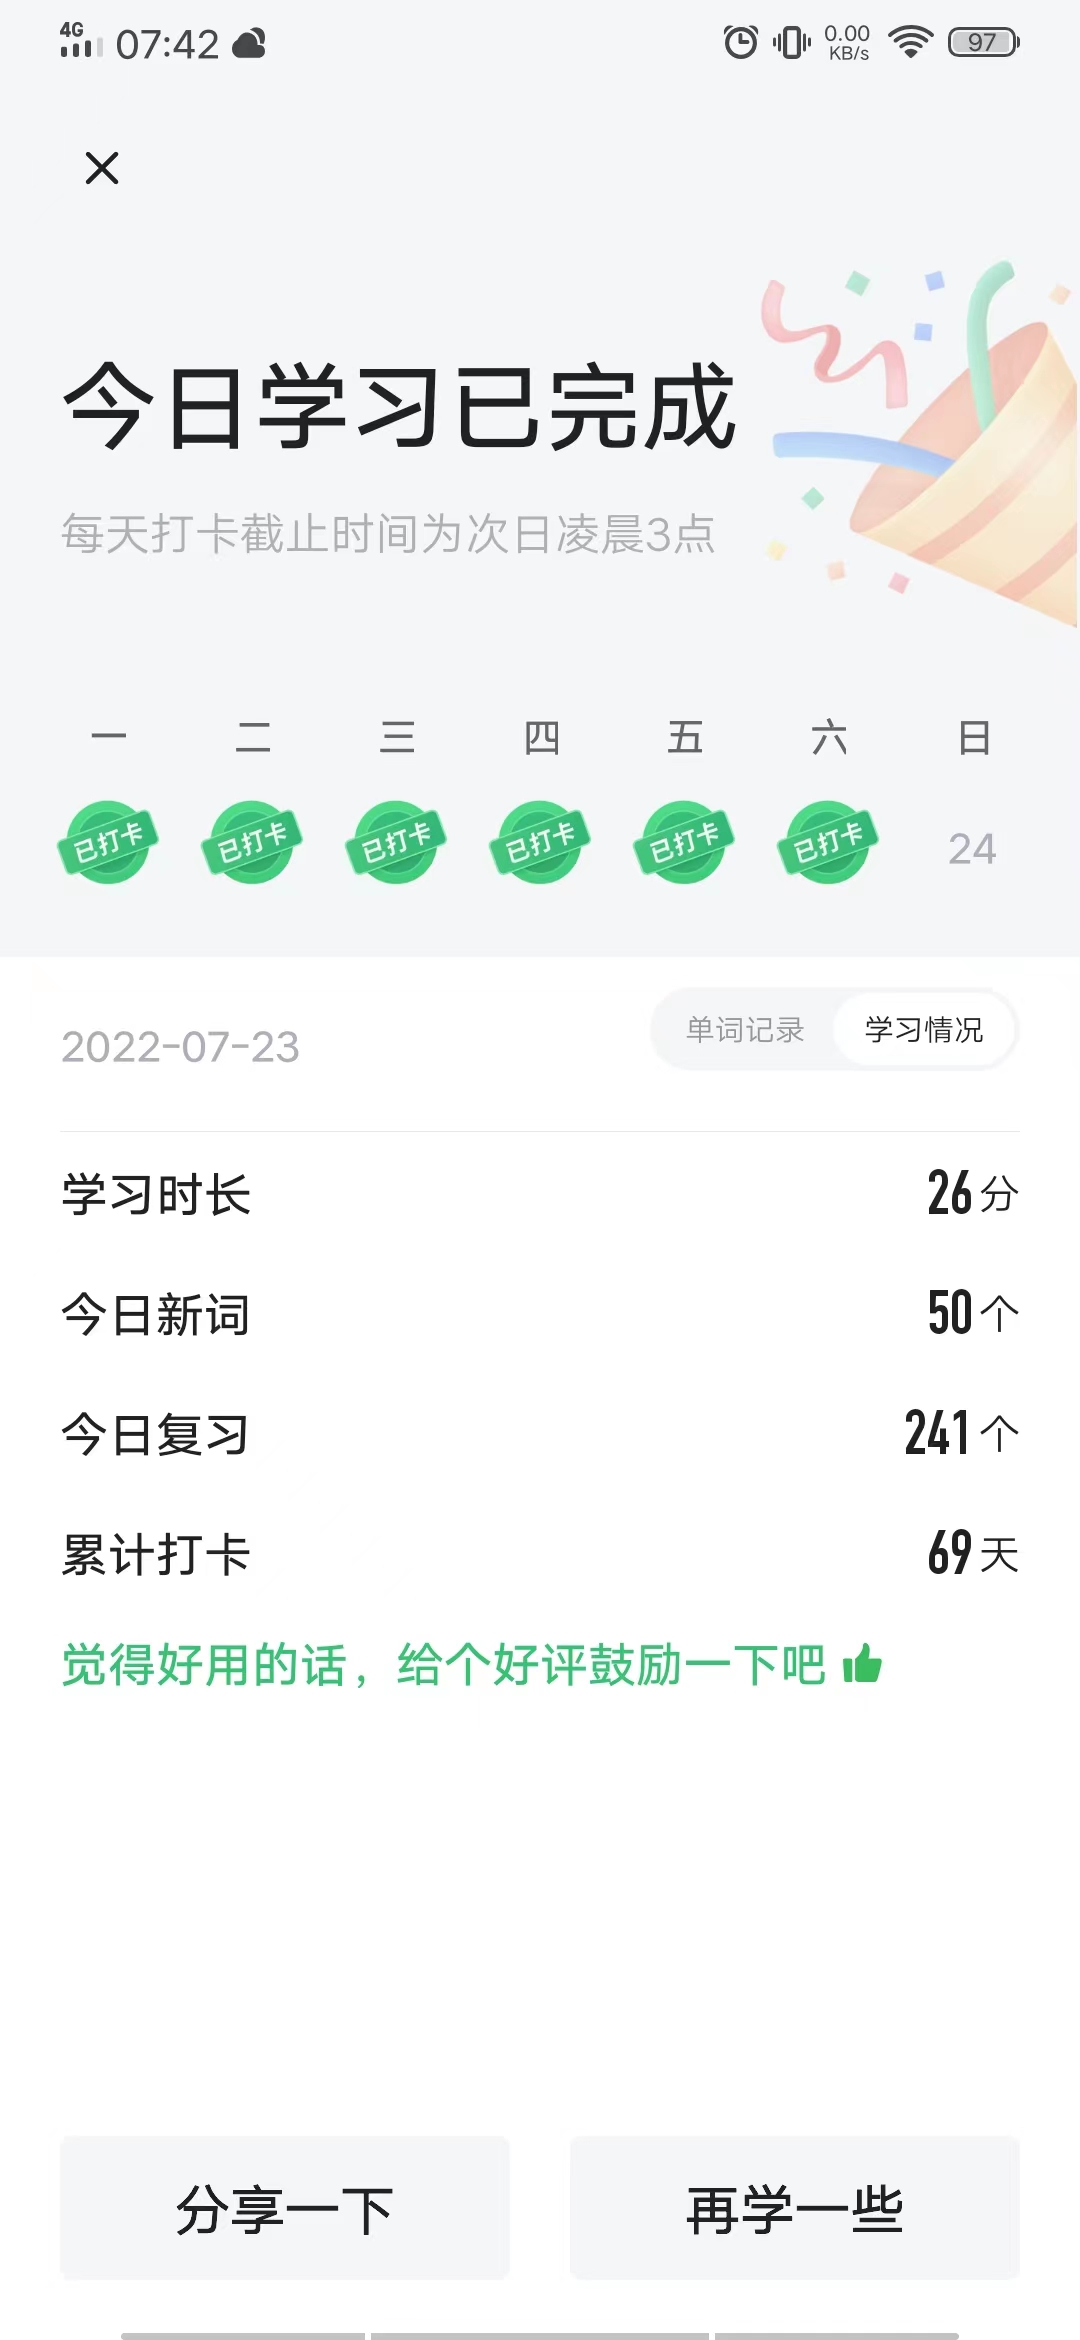 4G 07:42 0.00 KB/s 97
今日学习已完成
每天打卡截止时间为次日凌晨3点
一 二 三 四 五 六 日
已打卡 已打卡 已打卡 已打卡 已打卡 已打卡 24
2022-07-23 单词记录 学习情况
学习时长 26分
今日新词 50个
今日复习 241个
累计打卡 69天
觉得好用的话，给个好评鼓励一下吧
分享一下 再学一些